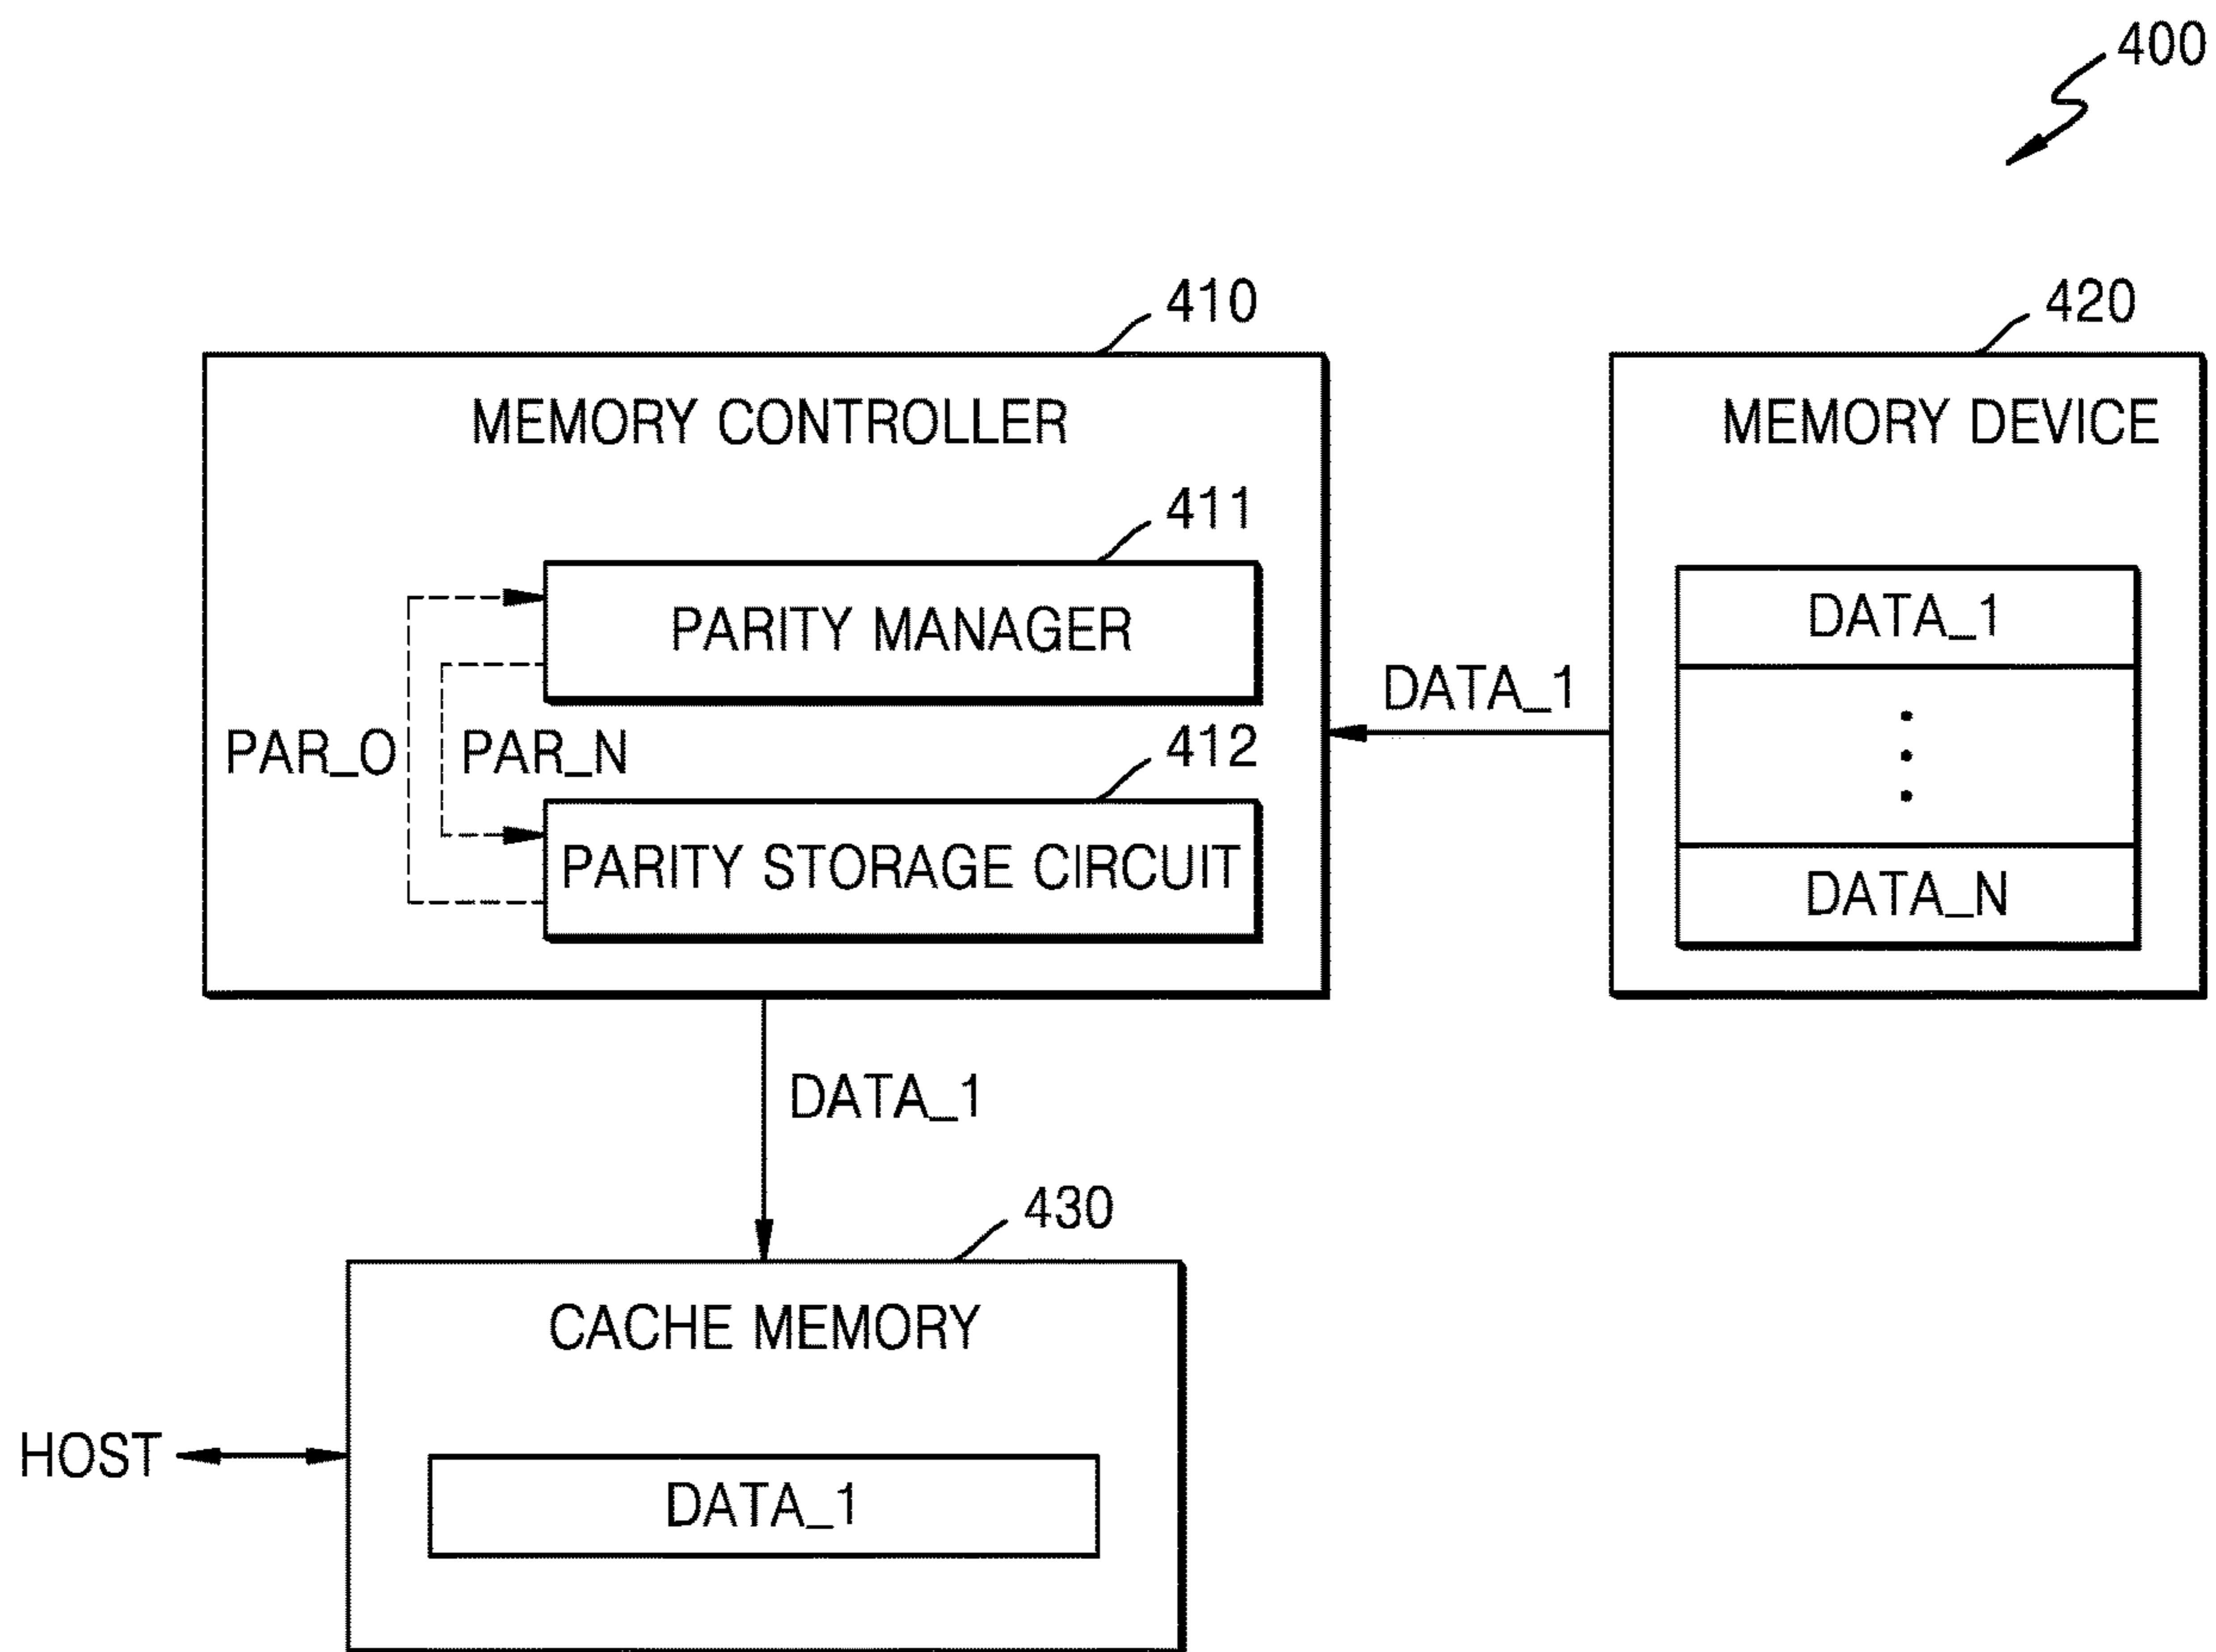 400
410
420
MEMORY CONTROLLER
MEMORY DEVICE
411
PARITY MANAGER
DATA_1
DATA_1
PAR_O
PAR_N
412
PARITY STORAGE CIRCUIT
DATA_N
DATA_1
430
CACHE MEMORY
HOST
DATA_1